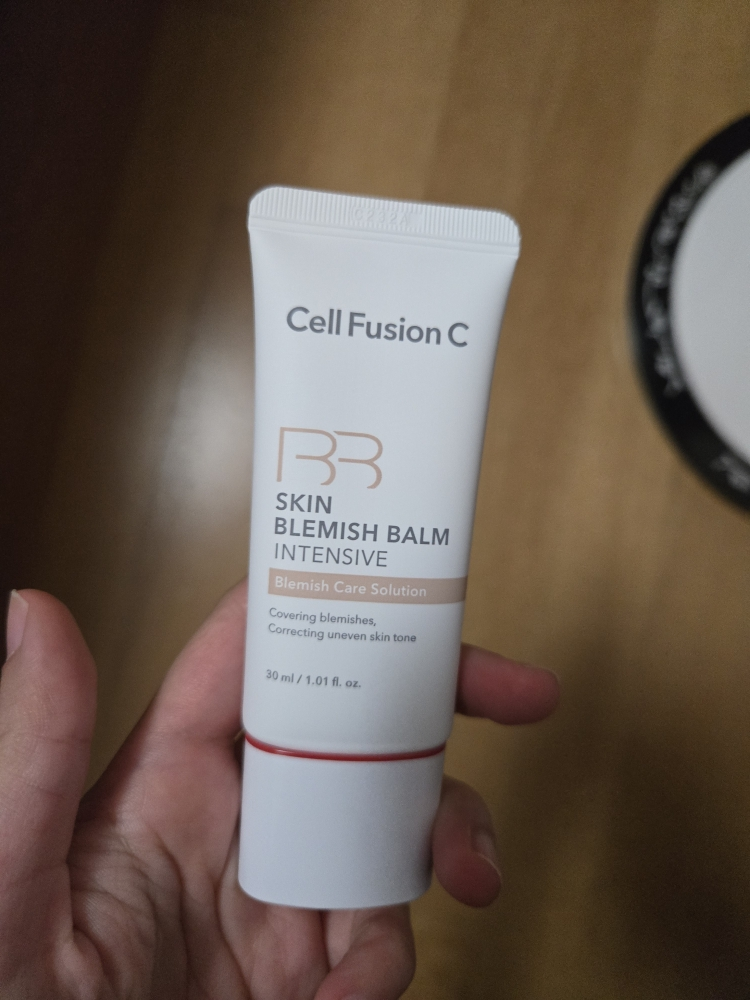 Cell Fusion C
BB
SKIN
BLEMISH BALM
INTENSIVE
Blemish Care Solution
Covering blemishes,
Correcting uneven skin tone
30 ml / 1.01 fl. oz.